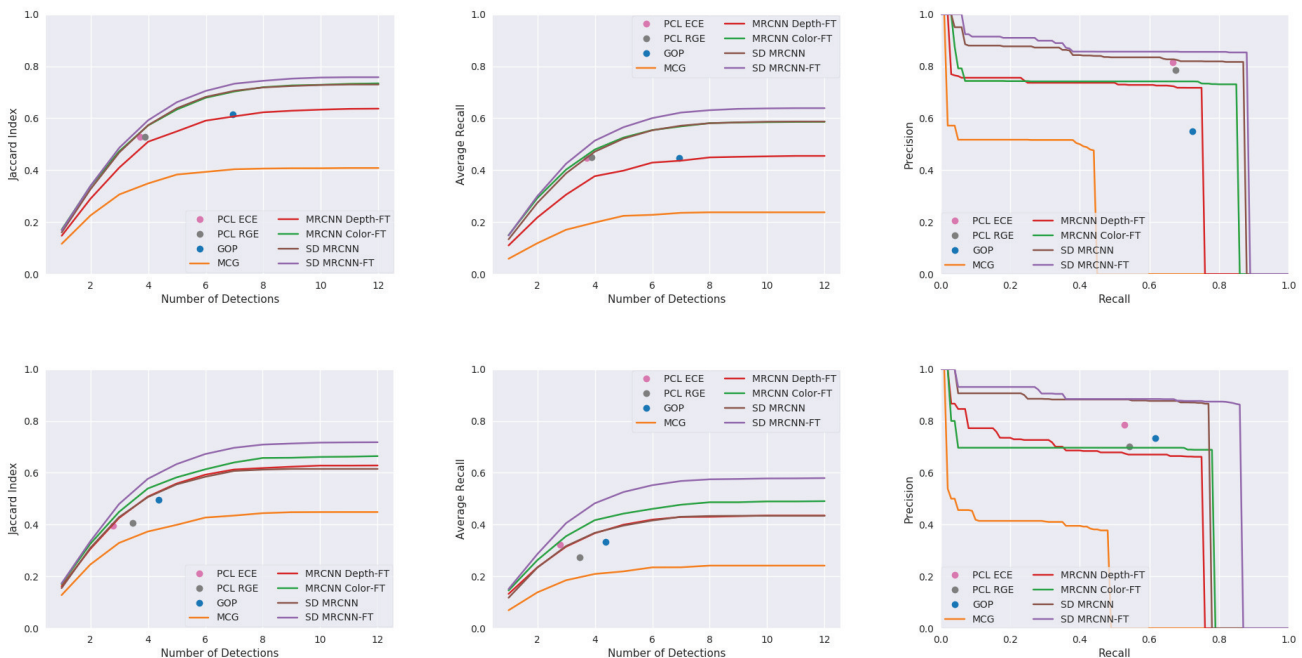 1.0
0.8
0.6
0.4
0.2
0.0
Jaccard Index
2 4 6 8 10 12
Number of Detections
PCL ECE MRCNN Depth-FT
PCL RGE MRCNN Color-FT
GOP SD MRCNN
MCG SD MRCNN-FT
1.0
0.8
0.6
0.4
0.2
0.0
Average Recall
2 4 6 8 10 12
Number of Detections
PCL ECE MRCNN Depth-FT
PCL RGE MRCNN Color-FT
GOP SD MRCNN
MCG SD MRCNN-FT
1.0
0.8
0.6
0.4
0.2
0.0
Precision
0.0 0.2 0.4 0.6 0.8 1.0
Recall
PCL ECE MRCNN Depth-FT
PCL RGE MRCNN Color-FT
GOP SD MRCNN
MCG SD MRCNN-FT
1.0
0.8
0.6
0.4
0.2
0.0
Jaccard Index
2 4 6 8 10 12
Number of Detections
PCL ECE MRCNN Depth-FT
PCL RGE MRCNN Color-FT
GOP SD MRCNN
MCG SD MRCNN-FT
1.0
0.8
0.6
0.4
0.2
0.0
Average Recall
2 4 6 8 10 12
Number of Detections
PCL ECE MRCNN Depth-FT
PCL RGE MRCNN Color-FT
GOP SD MRCNN
MCG SD MRCNN-FT
1.0
0.8
0.6
0.4
0.2
0.0
Precision
0.0 0.2 0.4 0.6 0.8 1.0
Recall
PCL ECE MRCNN Depth-FT
PCL RGE MRCNN Color-FT
GOP SD MRCNN
MCG SD MRCNN-FT